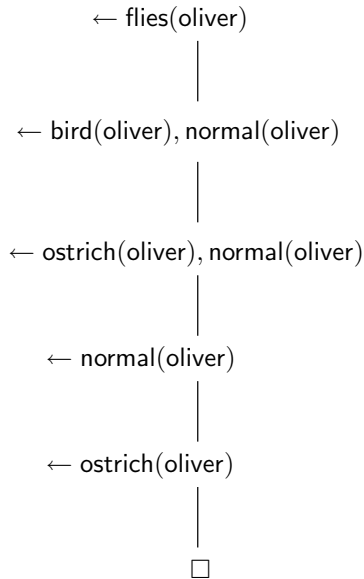 ← flies(oliver)
← bird(oliver), normal(oliver)
← ostrich(oliver), normal(oliver)
← normal(oliver)
← ostrich(oliver)
□